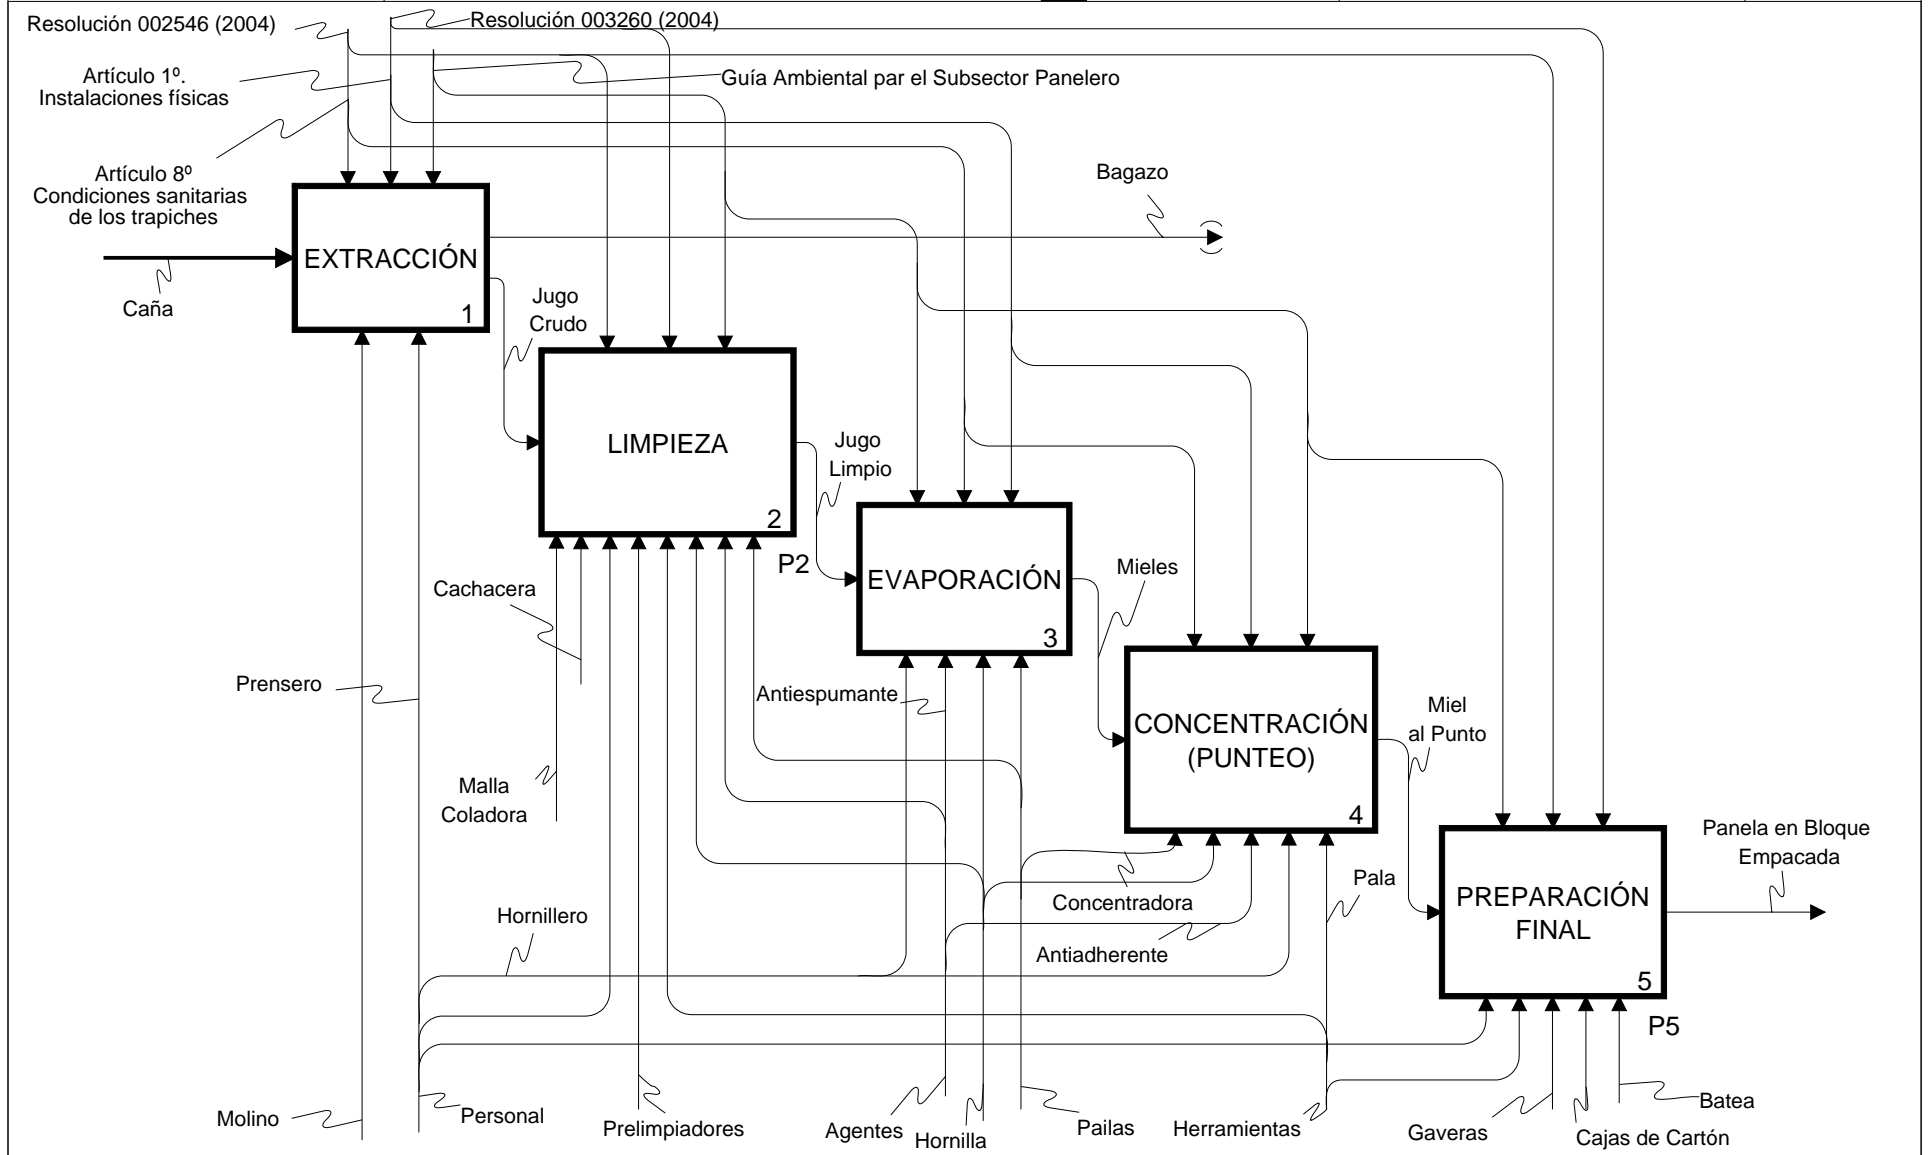 Resolución 002546 (2004)
Resolución 003260 (2004)
Artículo 1º.
Instalaciones físicas
Guía Ambiental par el Subsector Panelero
Artículo 8º
Condiciones sanitarias
de los trapiches
Bagazo
EXTRACCIÓN
1
Caña
Jugo
Crudo
LIMPIEZA
2
P2
Jugo
Limpio
EVAPORACIÓN
3
Mieles
Cachacera
Prensero
Antiespumante
Malla
Coladora
CONCENTRACIÓN
(PUNTEO)
4
Miel
al Punto
PREPARACIÓN
FINAL
5
P5
Panela en Bloque
Empacada
Pala
Concentradora
Antiadherente
Hornillero
Molino
Personal
Prelimpiadores
Agentes
Hornilla
Pailas
Herramientas
Gaveras
Cajas de Cartón
Batea